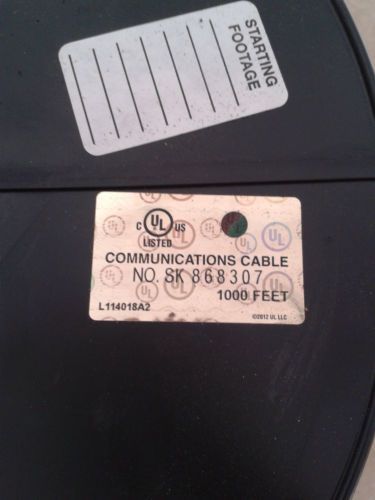 STARTING
FOOTAGE
C UL US
LISTED
COMMUNICATIONS CABLE
NO. SK 868307
1000 FEET
L114018A2
©2012 UL LLC